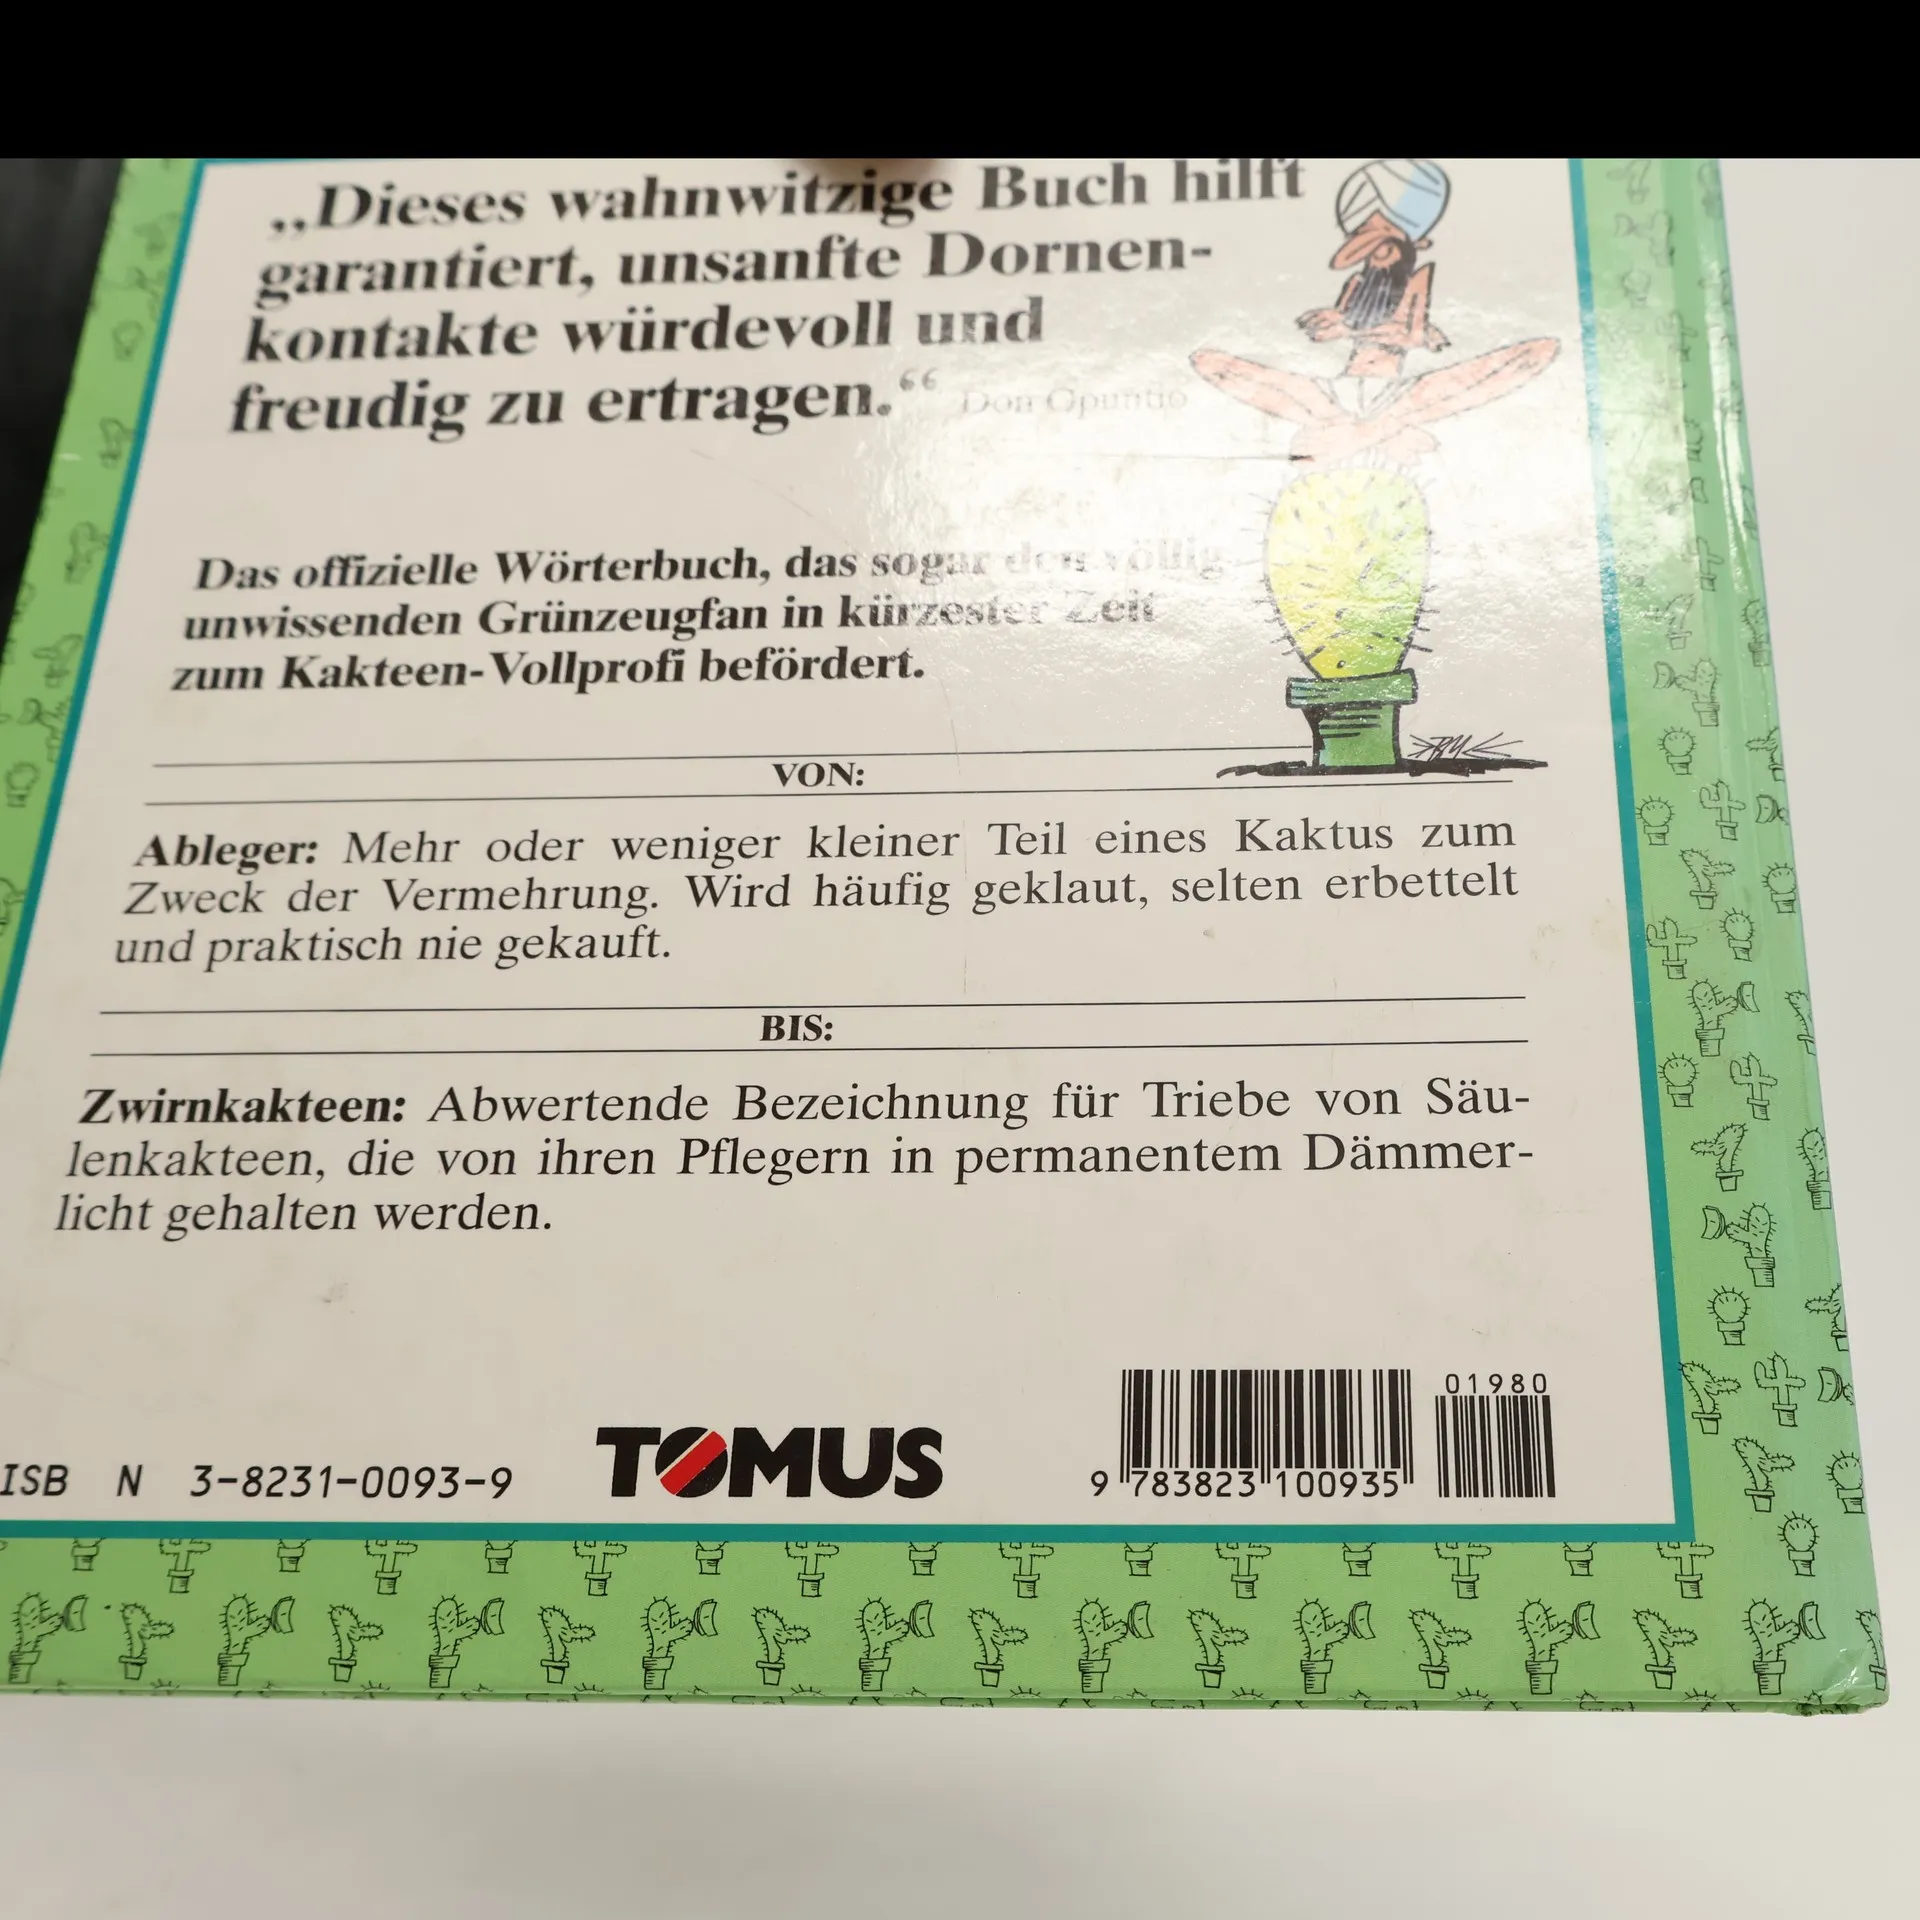 „Dieses wahnwitzige Buch hilft
garantiert, unsanfte Dornen-
kontakte würdevoll und
freudig zu ertragen.“ Don Opuntio
Das offizielle Wörterbuch, das sogar den völlig
unwissenden Grünzeugfan in kürzester Zeit
zum Kakteen-Vollprofi befördert.
VON:
Ableger: Mehr oder weniger kleiner Teil eines Kaktus zum
Zweck der Vermehrung. Wird häufig geklaut, selten erbettelt
und praktisch nie gekauft.
BIS:
Zwirnkakteen: Abwertende Bezeichnung für Triebe von Säu-
lenkakteen, die von ihren Pflegern in permanentem Dämmer-
licht gehalten werden.
ISB N 3-8231-0093-9
TOMUS
9 783823 100935
01980